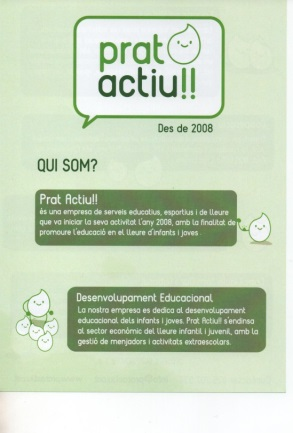 prat
actiu!!
Des de 2008
QUI SOM?
Prat Actiu!!
és una empresa de serveis educatius, esportius i de lleure
que va iniciar la seva activitat l'any 2008, amb la finalitat de
promoure l'educació en el lleure d'infants i joves
Desenvolupament Educacional
La nostra empresa es dedica al desenvolupament
educacional dels infants i joves. Prat Actiu!! s'endinsa
al sector econòmic del lleure infantil i juvenil, amb la
gestió de menjadors i activitats extraescolars.